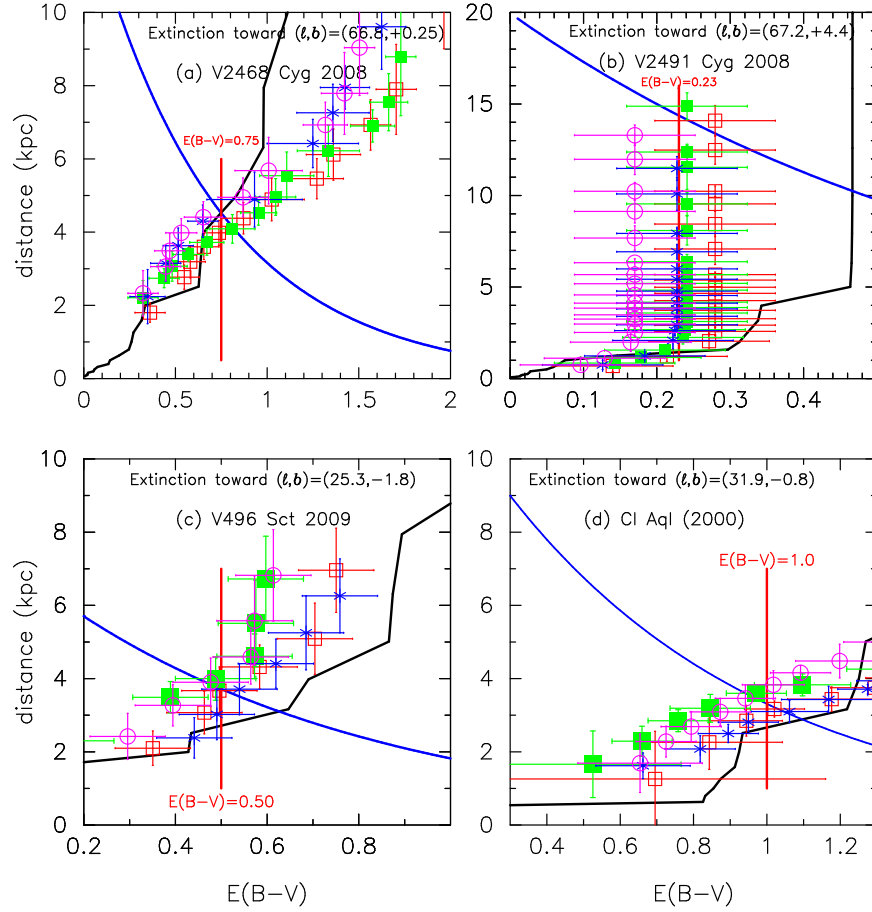 Extinction toward (ℓ,b)=(66.8,+0.25)
(a) V2468 Cyg 2008
E(B−V)=0.75
distance (kpc)
10
8
6
4
2
0
0 0.5 1 1.5 2
Extinction toward (ℓ,b)=(67.2,+4.4)
(b) V2491 Cyg 2008
E(B−V)=0.23
20
15
10
5
0
0 0.2 0.4
Extinction toward (ℓ,b)=(25.3,−1.8)
(c) V496 Sct 2009
E(B−V)=0.50
distance (kpc)
10
8
6
4
2
0
0.2 0.4 0.6 0.8
E(B−V)
Extinction toward (ℓ,b)=(31.9,−0.8)
(d) CI Aql (2000)
E(B−V)=1.0
10
8
6
4
2
0
0.4 0.6 0.8 1 1.2
E(B−V)